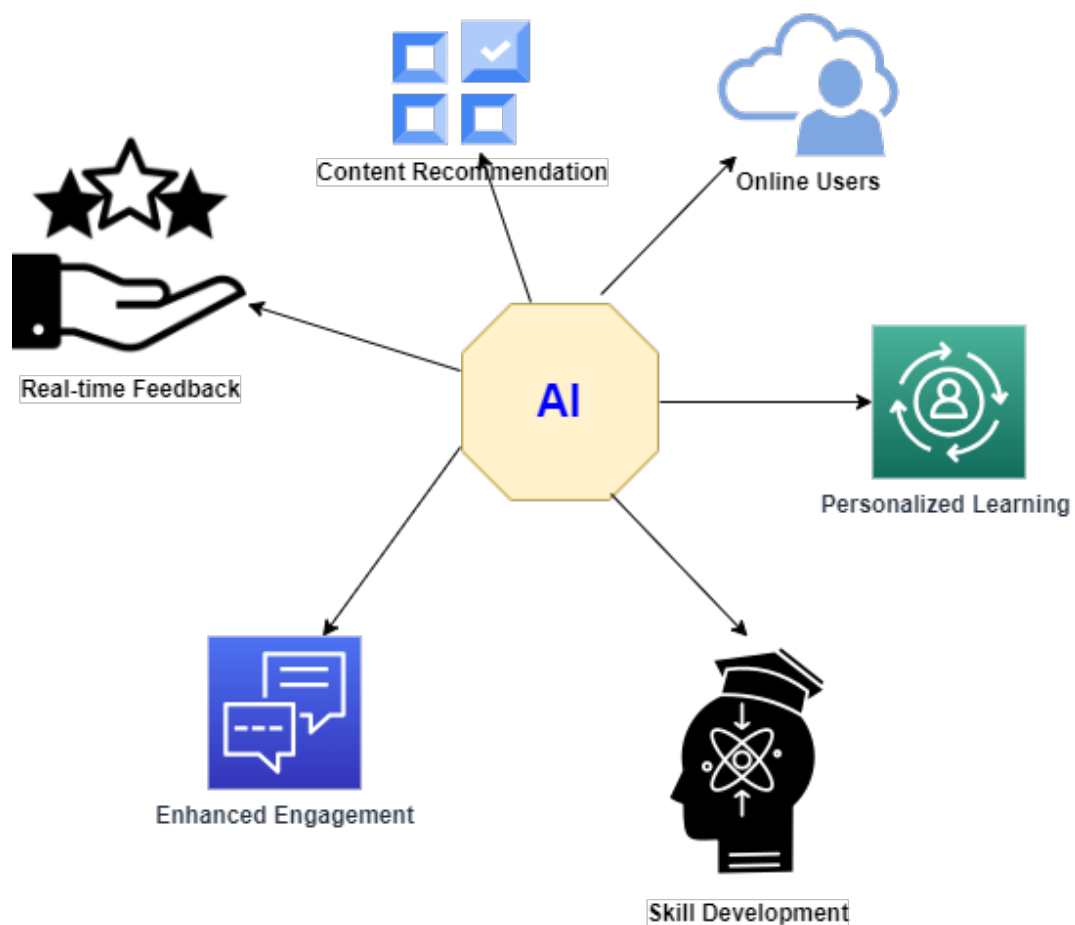 Content Recommendation
Online Users
Real-time Feedback
AI
Personalized Learning
Enhanced Engagement
Skill Development